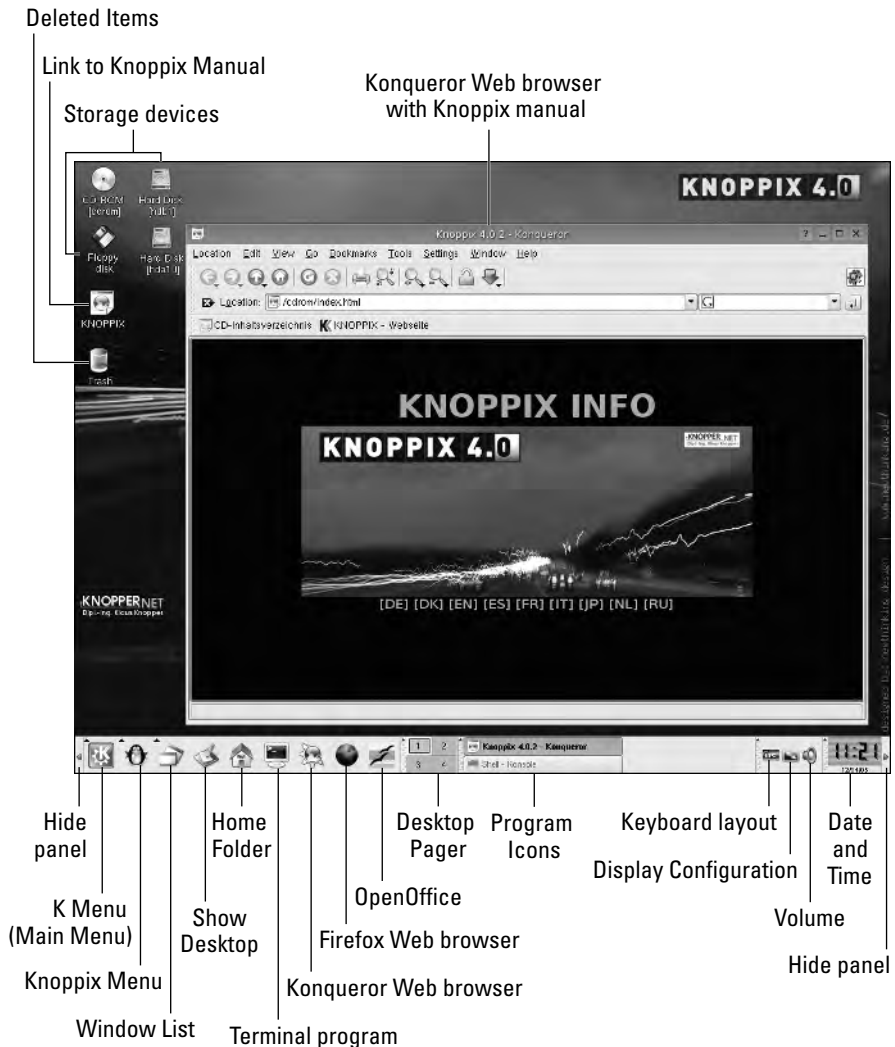 Deleted Items
Link to Knoppix Manual
Storage devices
Konqueror Web browser
with Knoppix manual
KNOPPIX 4.0
CD-ROM
Hard Disk
Floppy
disk
Hard Disk
KNOPPIX
Trash
Knoppix 4.0.2 - Konqueror
Location Edit View Go Bookmarks Tools Settings Window Help
Location: /cdrom/index.html
CD-Inhaltsverzeichnis KNOPPIX - Webseite
KNOPPIX INFO
KNOPPIX 4.0
KNOPPER.NET
[DE] [DK] [EN] [ES] [FR] [IT] [JP] [NL] [RU]
KNOPPER.NET
Dipl.-Ing. Klaus Knopper
1 2
3 4
Knoppix 4.0.2 - Konqueror
Shell - Konsole
11:21
Hide
panel
Home
Folder
Desktop
Pager
Program
Icons
Keyboard layout
Date
and
Time
Display Configuration
OpenOffice
K Menu
(Main Menu)
Show
Desktop
Volume
Firefox Web browser
Hide panel
Knoppix Menu
Konqueror Web browser
Window List
Terminal program